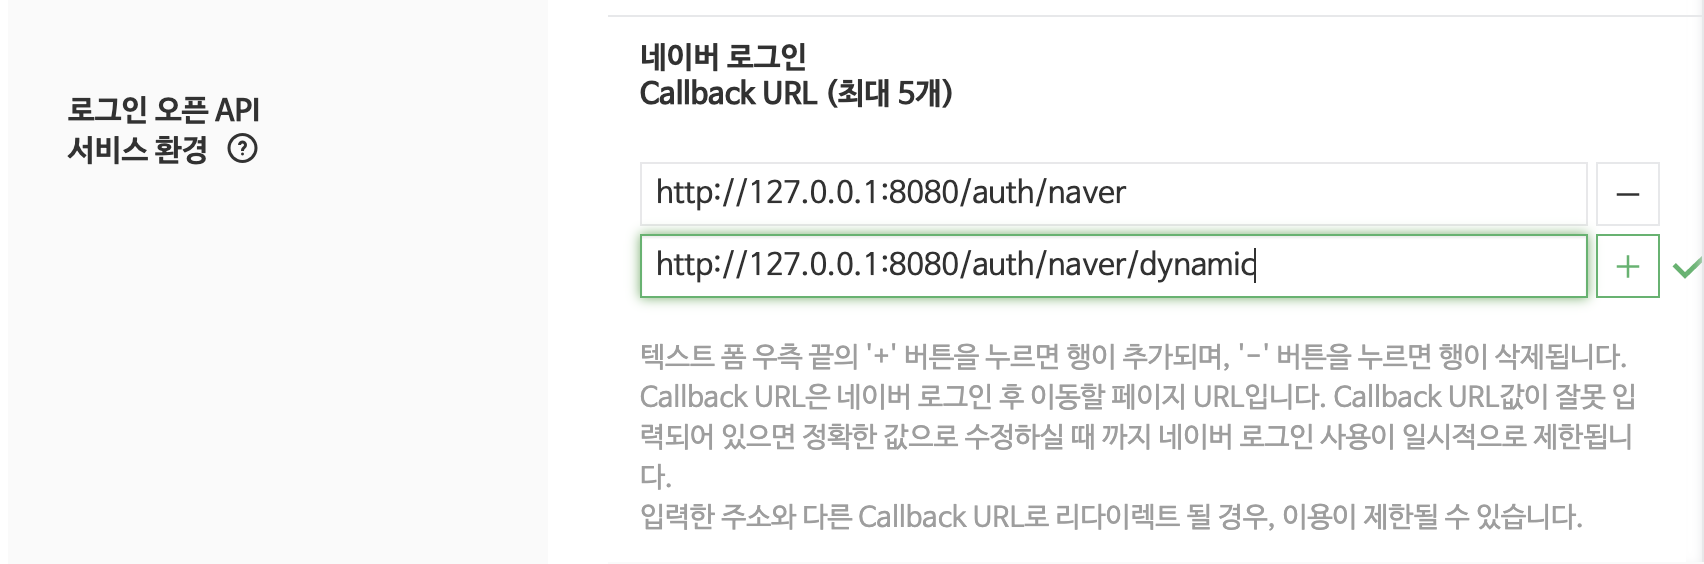 로그인 오픈 API
서비스 환경 ?
네이버 로그인
Callback URL (최대 5개)
http://127.0.0.1:8080/auth/naver
http://127.0.0.1:8080/auth/naver/dynamic
텍스트 폼 우측 끝의 '+' 버튼을 누르면 행이 추가되며, '-' 버튼을 누르면 행이 삭제됩니다.
Callback URL은 네이버 로그인 후 이동할 페이지 URL입니다. Callback URL값이 잘못 입
력되어 있으면 정확한 값으로 수정하실 때 까지 네이버 로그인 사용이 일시적으로 제한됩니
다.
입력한 주소와 다른 Callback URL로 리다이렉트 될 경우, 이용이 제한될 수 있습니다.